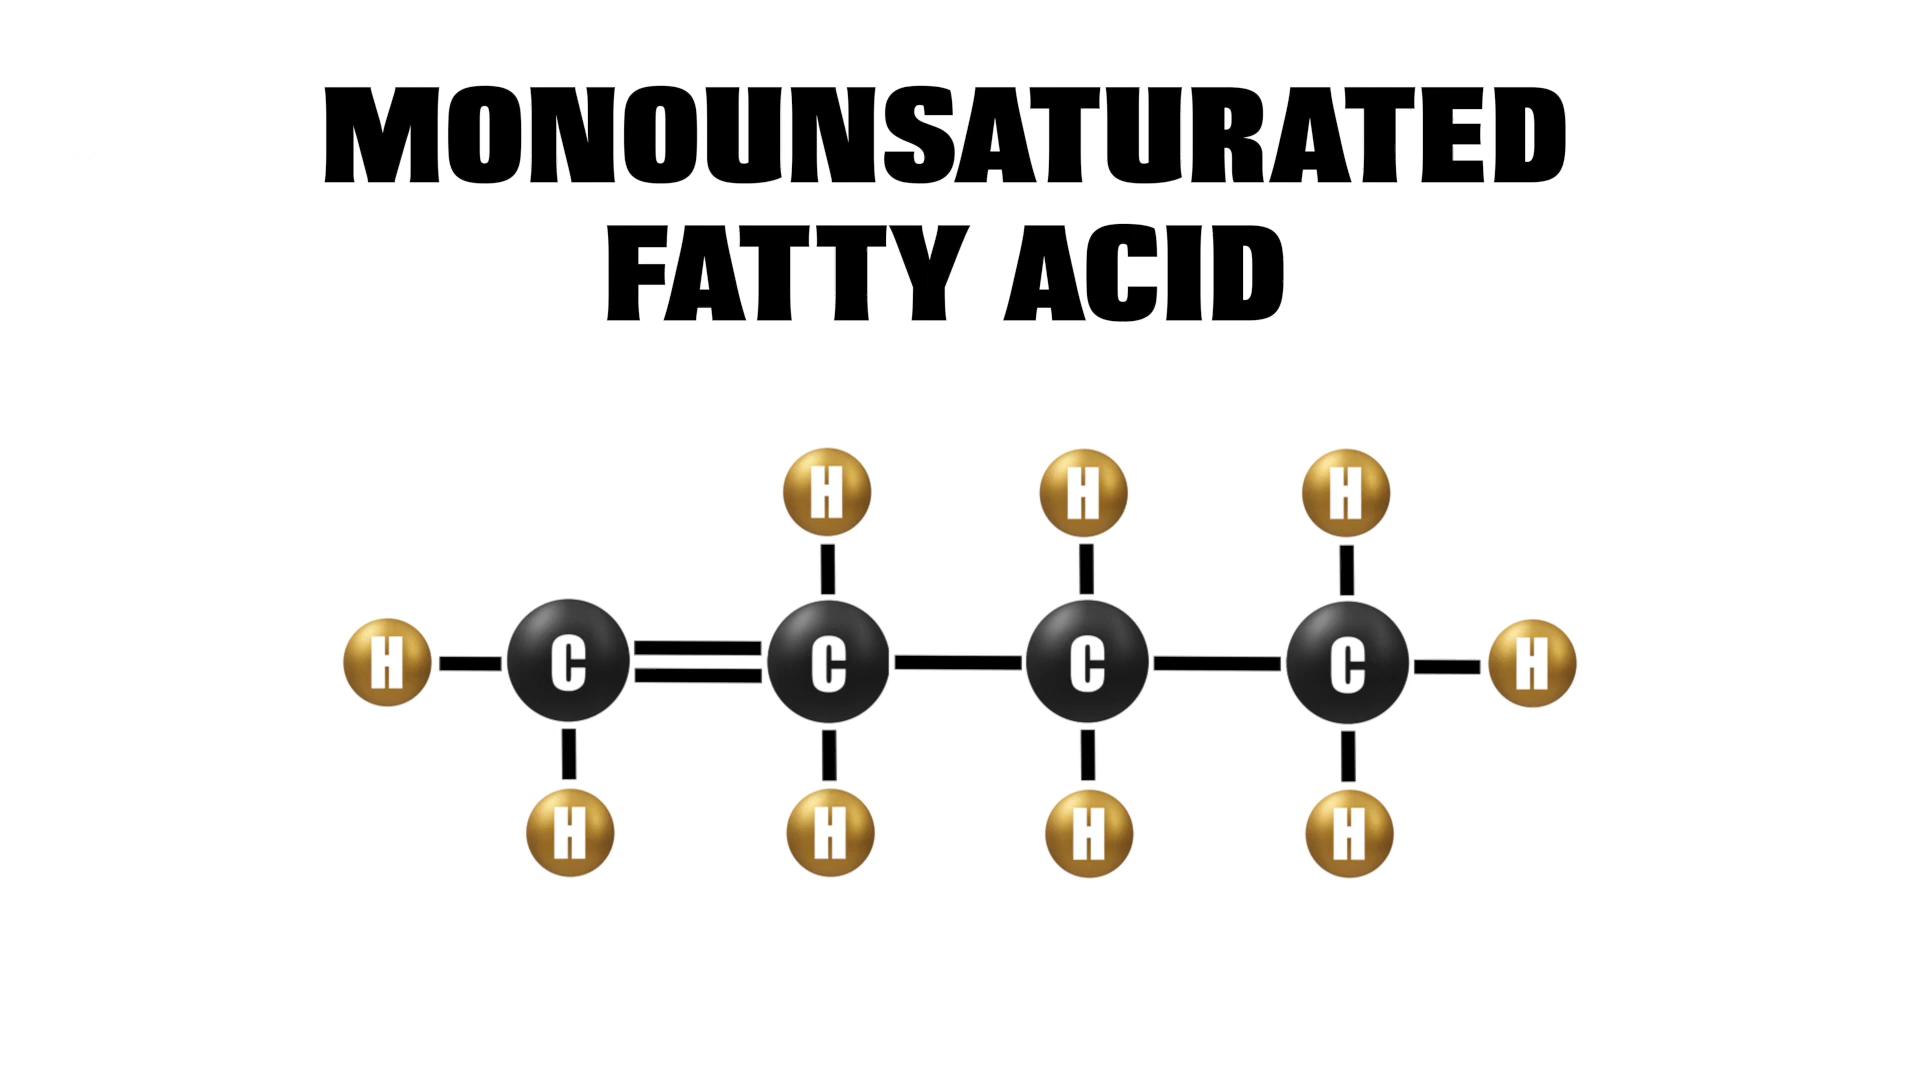 MONOUNSATURATED
FATTY ACID
H H H
H C C C C H
H H H H